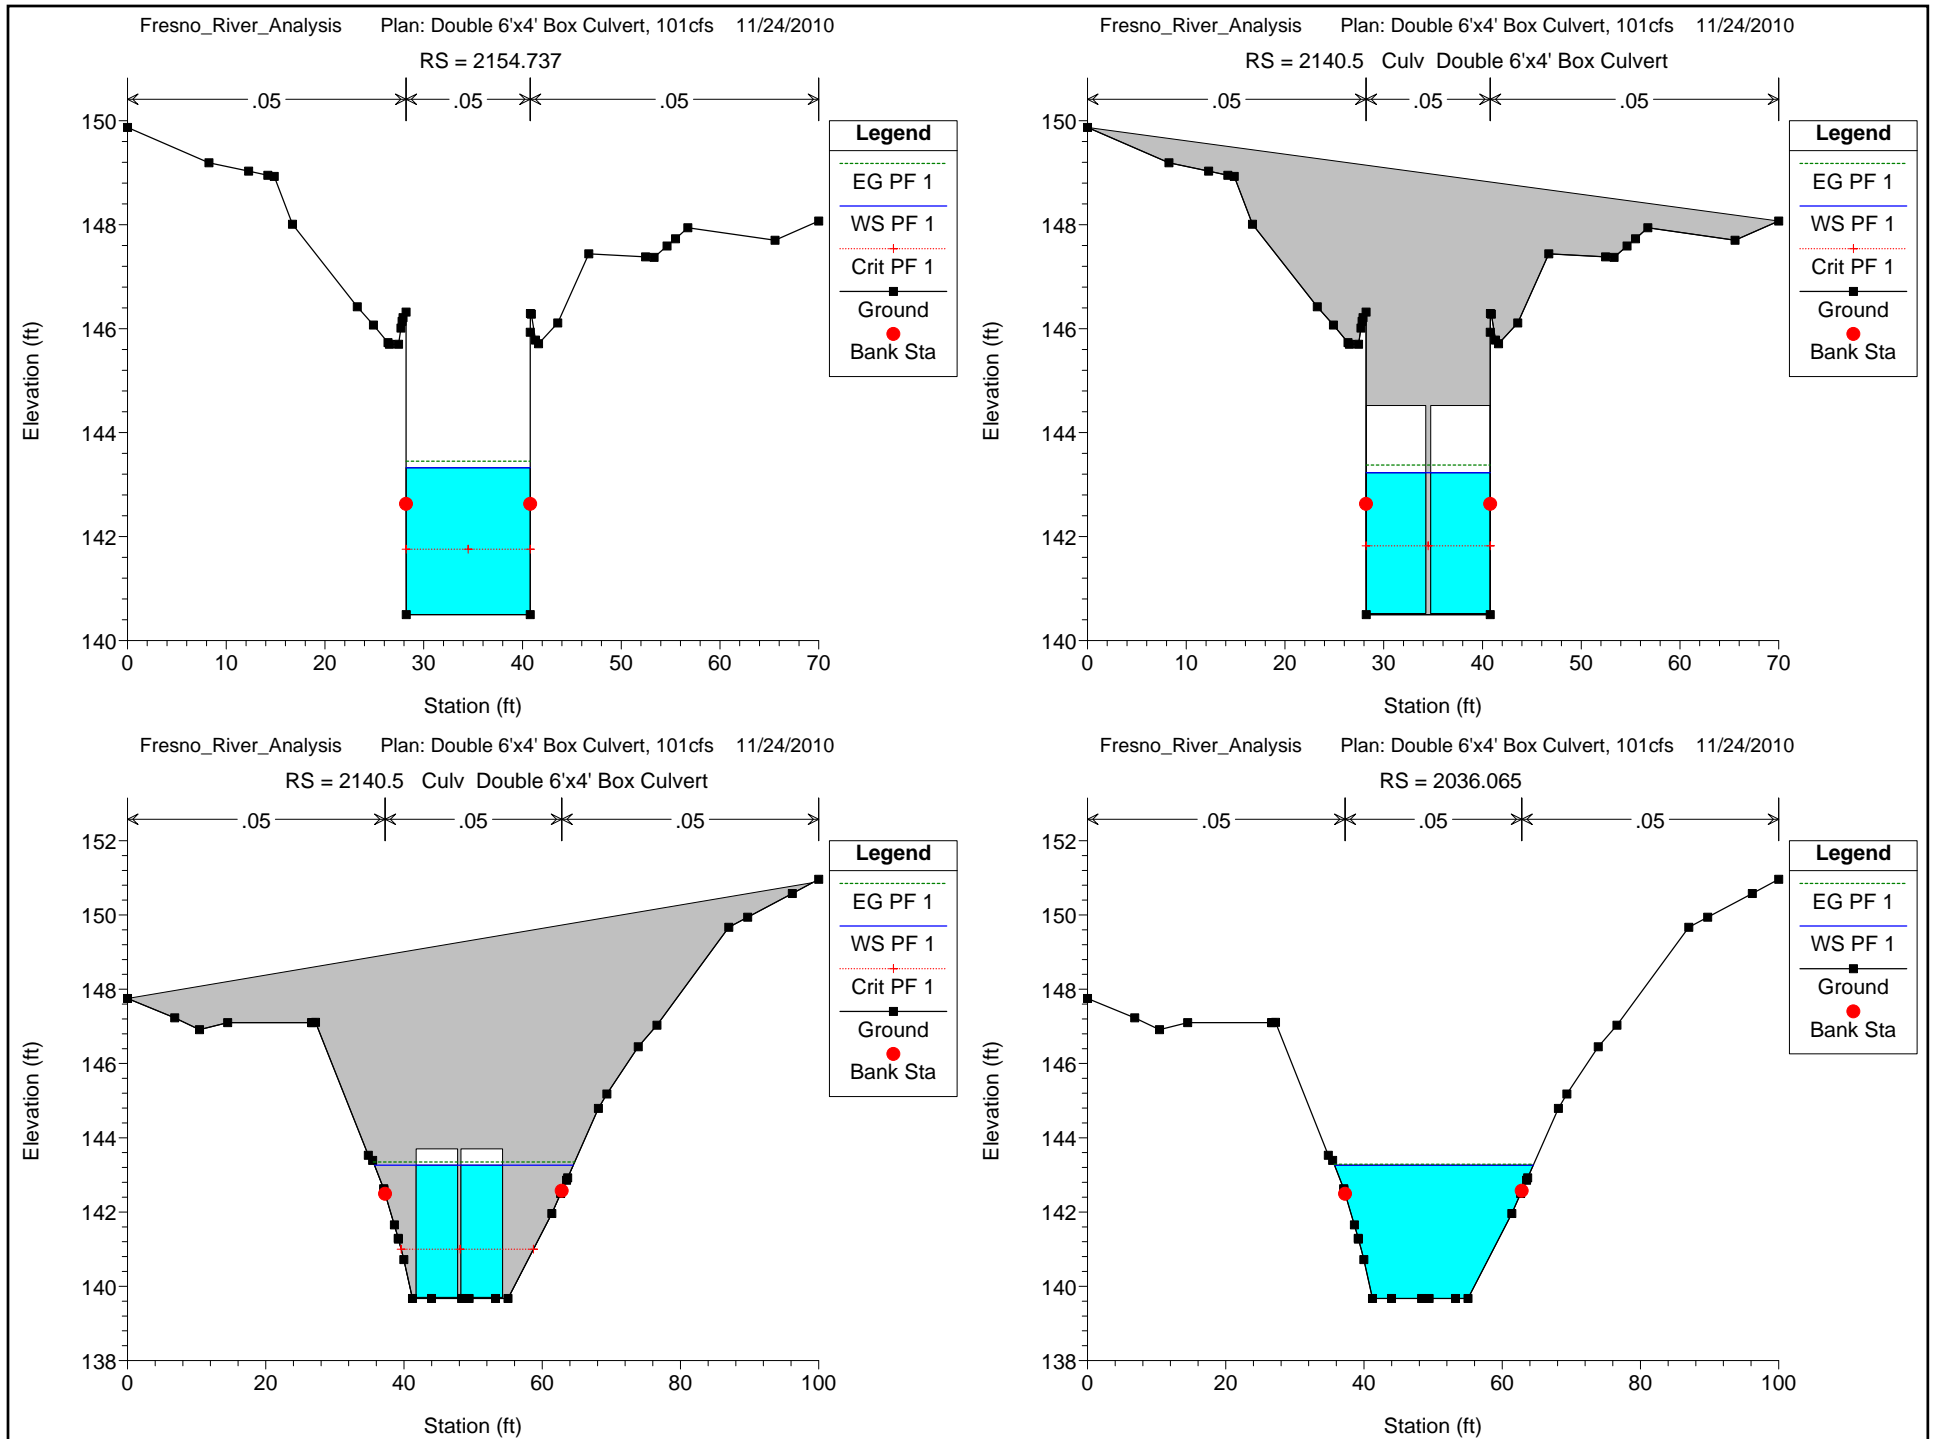 Fresno_River_Analysis Plan: Double 6'x4' Box Culvert, 101cfs 11/24/2010
RS = 2154.737
.05 .05 .05
Legend
EG PF 1
WS PF 1
Crit PF 1
Ground
Bank Sta
150
148
146
144
142
140
Elevation (ft)
0 10 20 30 40 50 60 70
Station (ft)
Fresno_River_Analysis Plan: Double 6'x4' Box Culvert, 101cfs 11/24/2010
RS = 2140.5 Culv Double 6'x4' Box Culvert
.05 .05 .05
Legend
EG PF 1
WS PF 1
Crit PF 1
Ground
Bank Sta
150
148
146
144
142
140
Elevation (ft)
0 10 20 30 40 50 60 70
Station (ft)
Fresno_River_Analysis Plan: Double 6'x4' Box Culvert, 101cfs 11/24/2010
RS = 2140.5 Culv Double 6'x4' Box Culvert
.05 .05 .05
Legend
EG PF 1
WS PF 1
Crit PF 1
Ground
Bank Sta
152
150
148
146
144
142
140
138
Elevation (ft)
0 20 40 60 80 100
Station (ft)
Fresno_River_Analysis Plan: Double 6'x4' Box Culvert, 101cfs 11/24/2010
RS = 2036.065
.05 .05 .05
Legend
EG PF 1
WS PF 1
Ground
Bank Sta
152
150
148
146
144
142
140
138
Elevation (ft)
0 20 40 60 80 100
Station (ft)